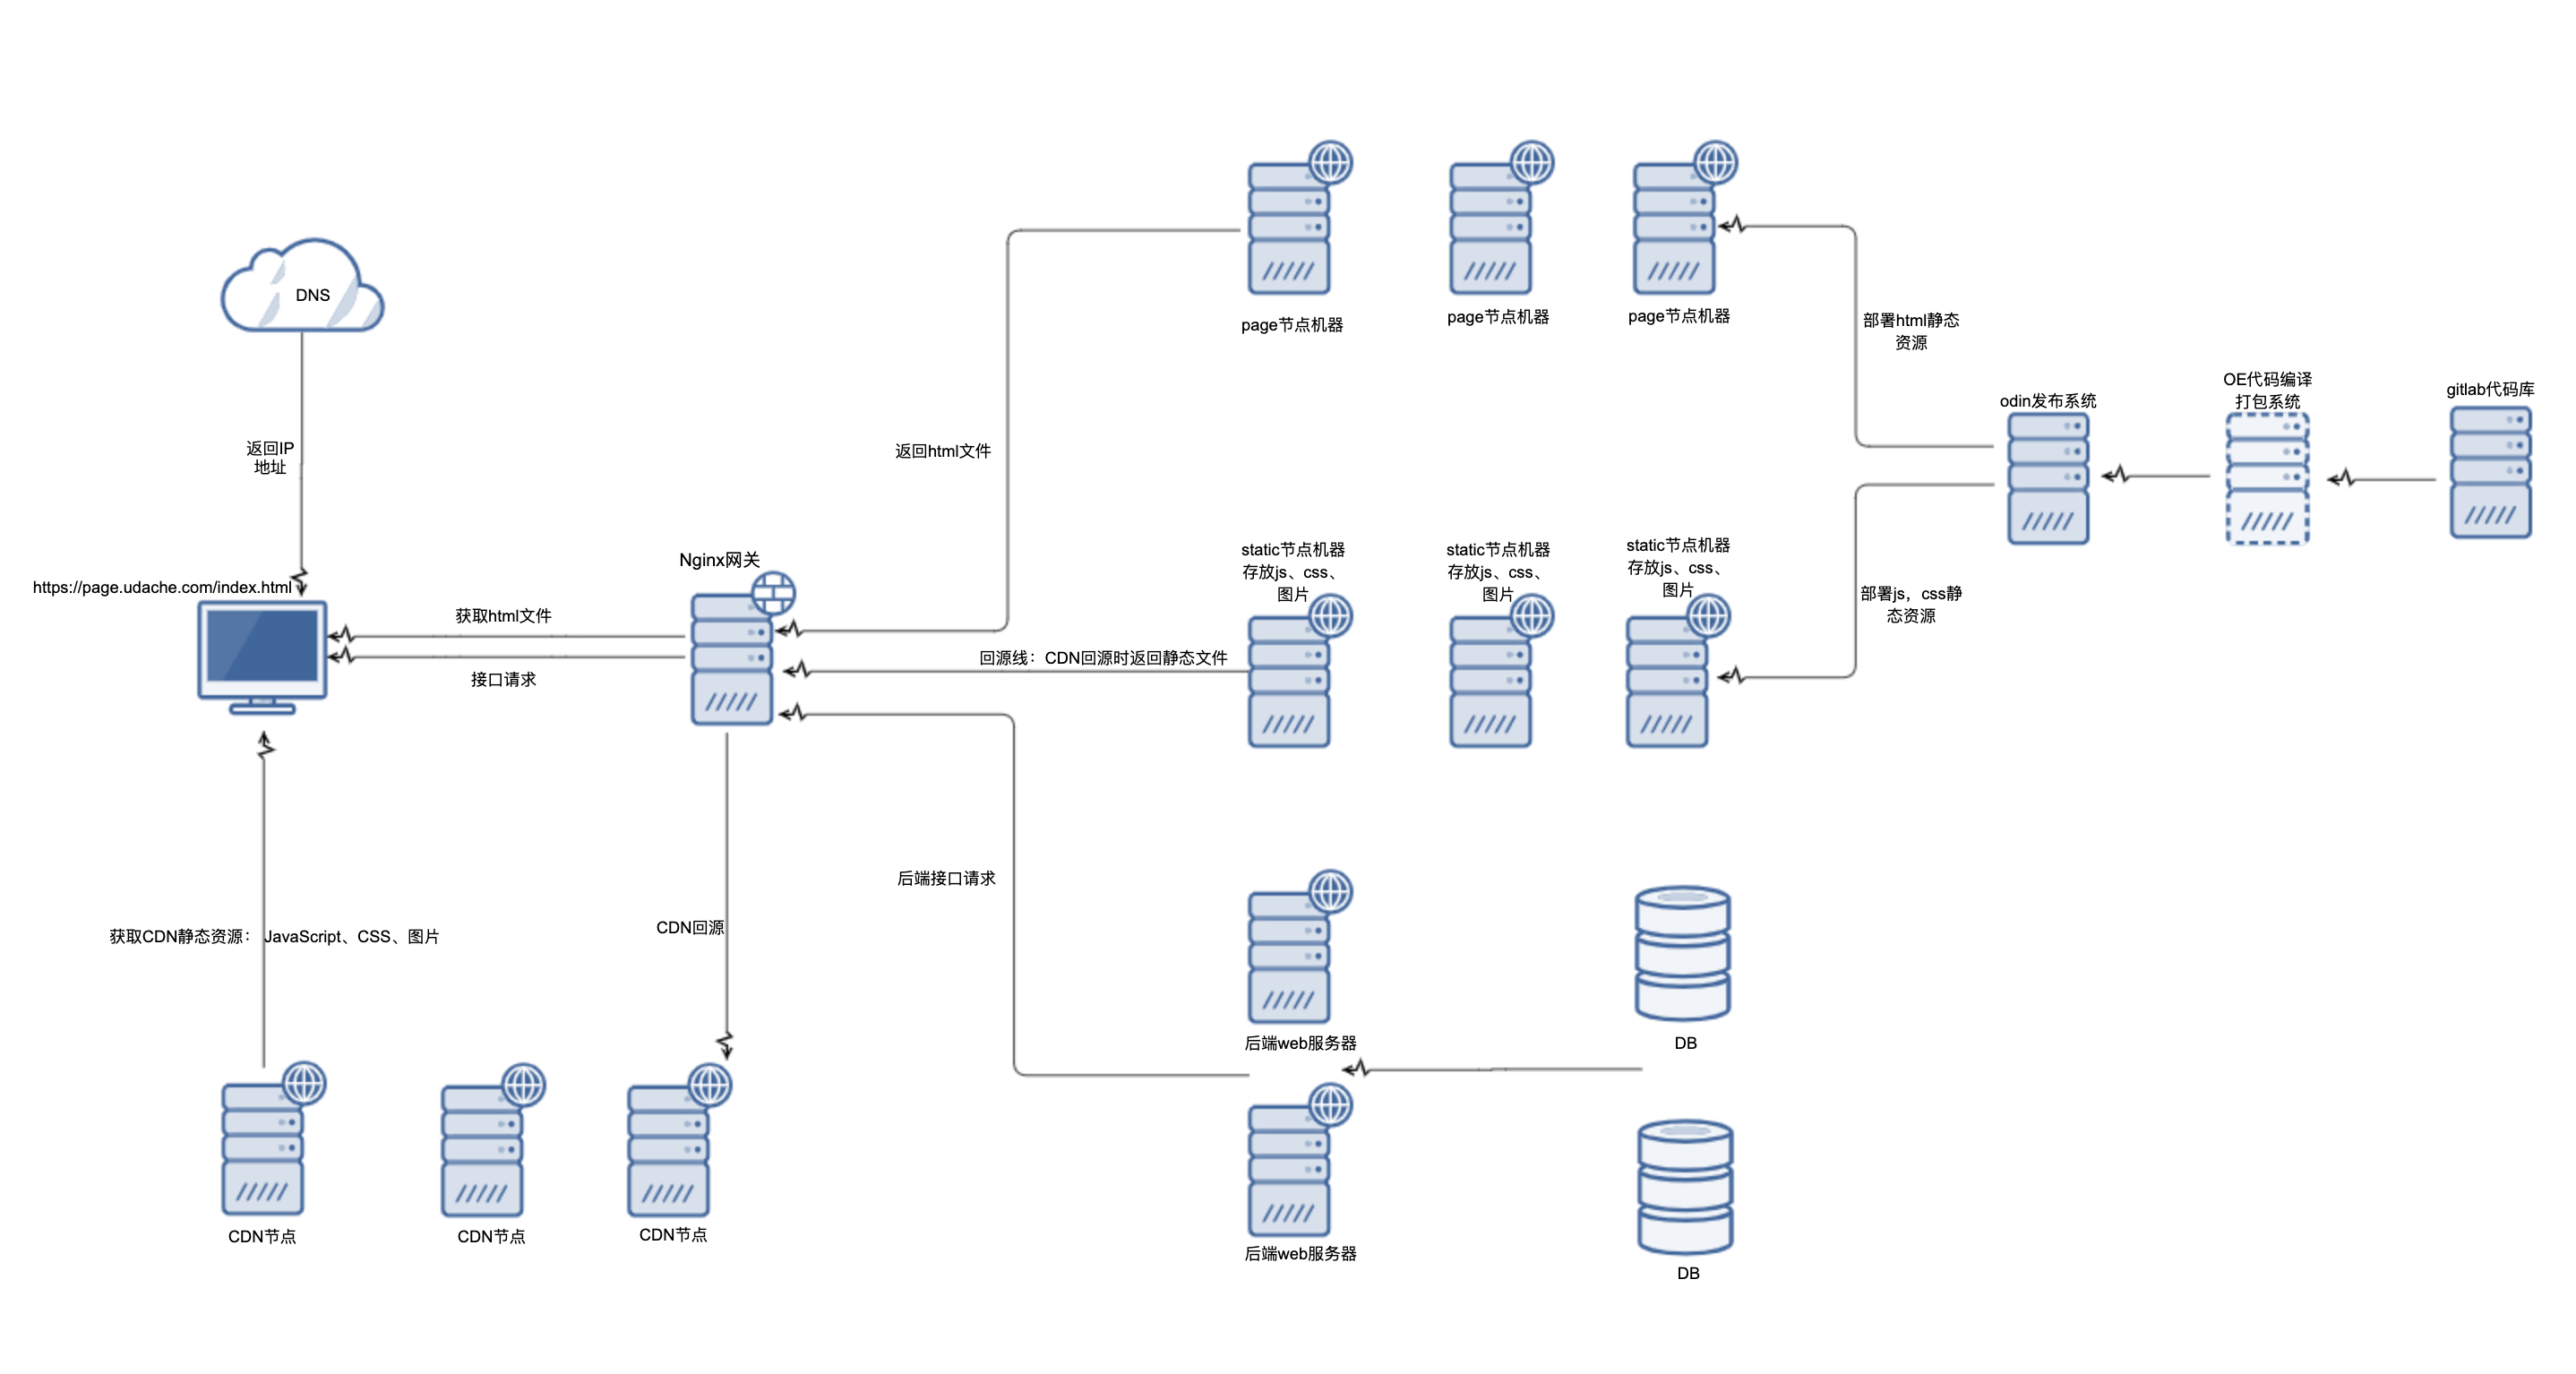 DNS
返回IP
地址
https://page.udache.com/index.html
获取html文件
接口请求
Nginx网关
获取CDN静态资源： JavaScript、CSS、图片
CDN回源
CDN节点
CDN节点
CDN节点
page节点机器
page节点机器
page节点机器
返回html文件
static节点机器
存放js、css、
图片
static节点机器
存放js、css、
图片
static节点机器
存放js、css、
图片
回源线：CDN回源时返回静态文件
后端接口请求
后端web服务器
后端web服务器
DB
DB
部署html静态
资源
部署js，css静
态资源
odin发布系统
OE代码编译
打包系统
gitlab代码库